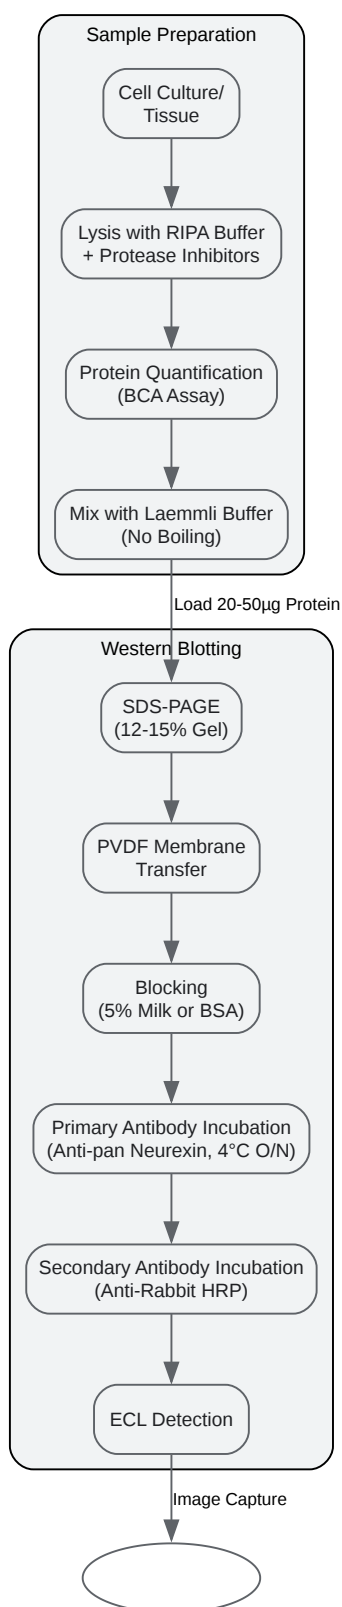 Sample Preparation
Cell Culture/
Tissue
Lysis with RIPA Buffer
+ Protease Inhibitors
Protein Quantification
(BCA Assay)
Mix with Laemmli Buffer
(No Boiling)
Load 20-50µg Protein
Western Blotting
SDS-PAGE
(12-15% Gel)
PVDF Membrane
Transfer
Blocking
(5% Milk or BSA)
Primary Antibody Incubation
(Anti-pan Neurexin, 4°C O/N)
Secondary Antibody Incubation
(Anti-Rabbit HRP)
ECL Detection
Image Capture